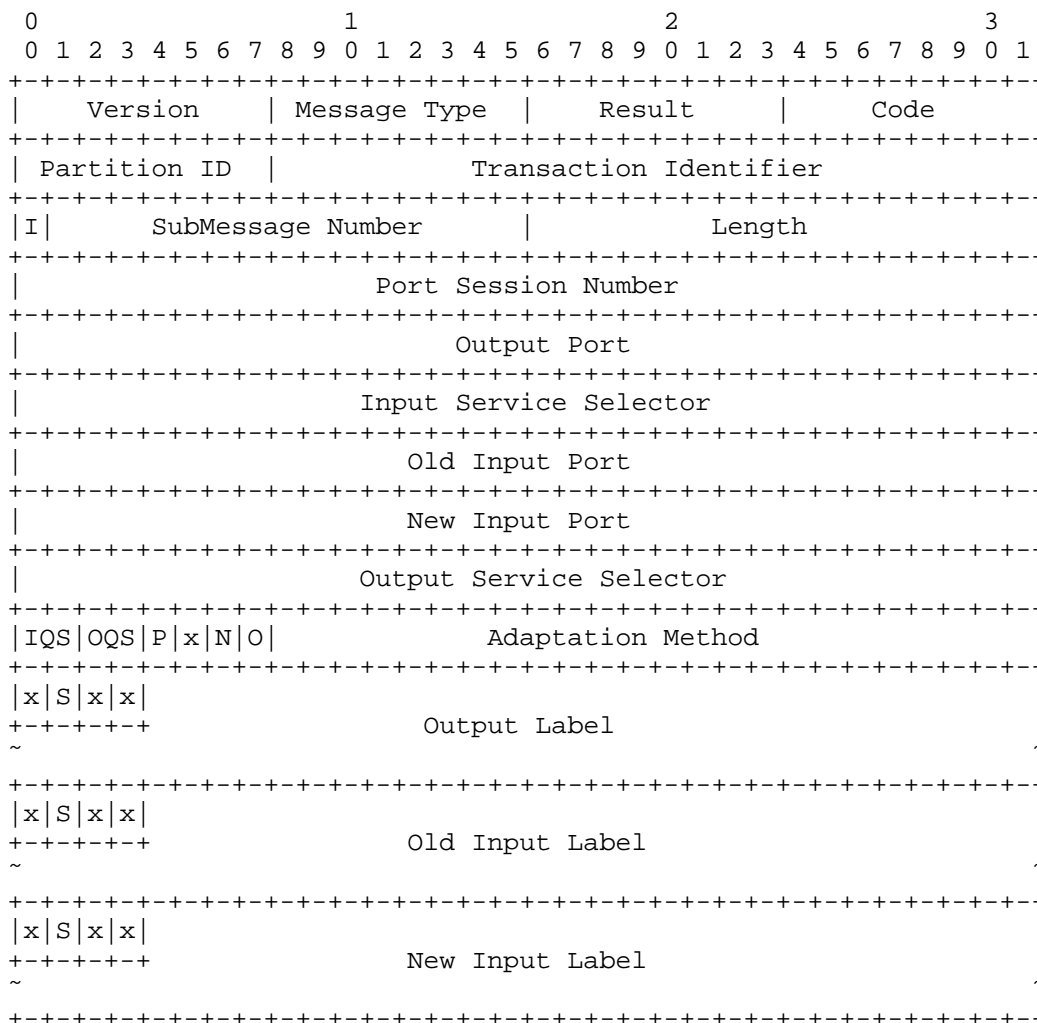 0                   1                   2                   3
0 1 2 3 4 5 6 7 8 9 0 1 2 3 4 5 6 7 8 9 0 1 2 3 4 5 6 7 8 9 0 1
+-+-+-+-+-+-+-+-+-+-+-+-+-+-+-+-+-+-+-+-+-+-+-+-+-+-+-+-+-+-+-+-
|    Version    | Message Type  |    Result     |     Code
+-+-+-+-+-+-+-+-+-+-+-+-+-+-+-+-+-+-+-+-+-+-+-+-+-+-+-+-+-+-+-+-
| Partition ID  |            Transaction Identifier
+-+-+-+-+-+-+-+-+-+-+-+-+-+-+-+-+-+-+-+-+-+-+-+-+-+-+-+-+-+-+-+-
|I|      SubMessage Number      |           Length
+-+-+-+-+-+-+-+-+-+-+-+-+-+-+-+-+-+-+-+-+-+-+-+-+-+-+-+-+-+-+-+-
|                      Port Session Number
+-+-+-+-+-+-+-+-+-+-+-+-+-+-+-+-+-+-+-+-+-+-+-+-+-+-+-+-+-+-+-+-
|                           Output Port
+-+-+-+-+-+-+-+-+-+-+-+-+-+-+-+-+-+-+-+-+-+-+-+-+-+-+-+-+-+-+-+-
|                     Input Service Selector
+-+-+-+-+-+-+-+-+-+-+-+-+-+-+-+-+-+-+-+-+-+-+-+-+-+-+-+-+-+-+-+-
|                        Old Input Port
+-+-+-+-+-+-+-+-+-+-+-+-+-+-+-+-+-+-+-+-+-+-+-+-+-+-+-+-+-+-+-+-
|                        New Input Port
+-+-+-+-+-+-+-+-+-+-+-+-+-+-+-+-+-+-+-+-+-+-+-+-+-+-+-+-+-+-+-+-
|                     Output Service Selector
+-+-+-+-+-+-+-+-+-+-+-+-+-+-+-+-+-+-+-+-+-+-+-+-+-+-+-+-+-+-+-+-
|IQS|OQS|P|x|N|O|             Adaptation Method
+-+-+-+-+-+-+-+-+-+-+-+-+-+-+-+-+-+-+-+-+-+-+-+-+-+-+-+-+-+-+-+-
|x|S|x|x|
+-+-+-+-+                 Output Label
~                                                               ~
+-+-+-+-+-+-+-+-+-+-+-+-+-+-+-+-+-+-+-+-+-+-+-+-+-+-+-+-+-+-+-+-
|x|S|x|x|
+-+-+-+-+                Old Input Label
~                                                               ~
+-+-+-+-+-+-+-+-+-+-+-+-+-+-+-+-+-+-+-+-+-+-+-+-+-+-+-+-+-+-+-+-
|x|S|x|x|
+-+-+-+-+                New Input Label
~                                                               ~
+-+-+-+-+-+-+-+-+-+-+-+-+-+-+-+-+-+-+-+-+-+-+-+-+-+-+-+-+-+-+-+-